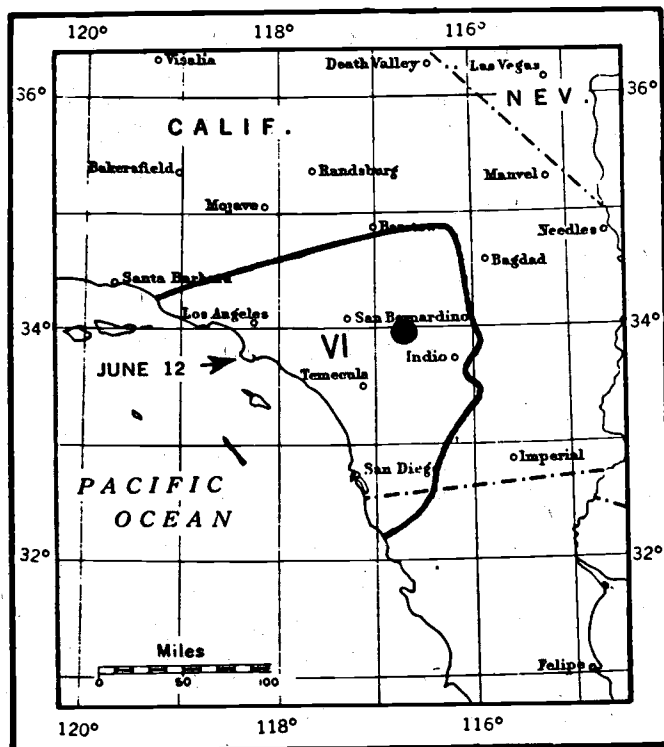 120° 118° 116°
Visalia
Death Valley
Las Vegas
36° 36°
NEV.
CALIF.
Bakersfield
Randsburg
Manvel
Mojave
Barstow
Needles
Bagdad
Santa Barbara
Los Angeles
San Bernardino
34° 34°
VI
Indio
JUNE 12
Temecula
San Diego
Imperial
PACIFIC
OCEAN
32° 32°
Miles
0 50 100
Felipe
120° 118° 116°